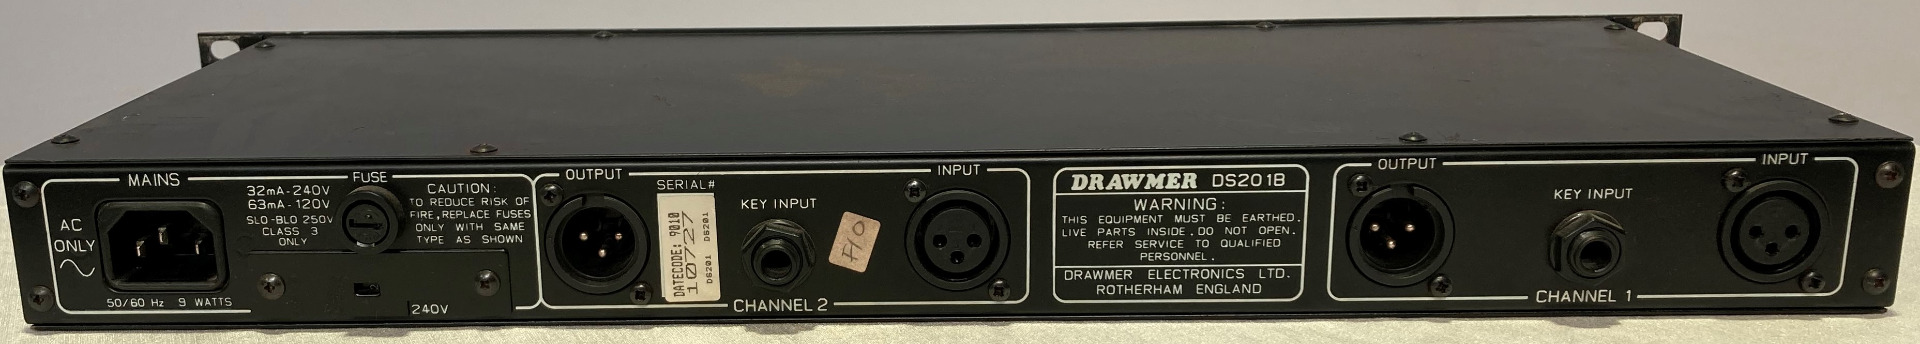 MAINS
AC
ONLY
50/60 Hz 9 WATTS
32mA-240V
63mA-120V
SLO-BLO 250V
CLASS 3
ONLY
FUSE
CAUTION:
TO REDUCE RISK OF
FIRE, REPLACE FUSES
ONLY WITH SAME
TYPE AS SHOWN
240V
OUTPUT
SERIAL#
DATECODE: 9010
10727
DS201 DS201
KEY INPUT
INPUT
CHANNEL 2
DRAWMER DS201B
WARNING:
THIS EQUIPMENT MUST BE EARTHED.
LIVE PARTS INSIDE. DO NOT OPEN.
REFER SERVICE TO QUALIFIED
PERSONNEL.
DRAWMER ELECTRONICS LTD.
ROTHERHAM ENGLAND
OUTPUT
KEY INPUT
INPUT
CHANNEL 1